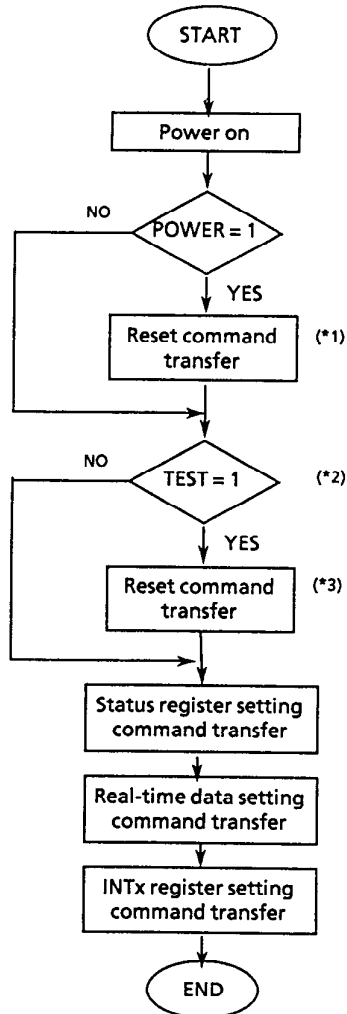 START
Power on
POWER = 1
NO
YES
Reset command
transfer
(*1)
TEST = 1
NO
(*2)
YES
Reset command
transfer
(*3)
Status register setting
command transfer
Real-time data setting
command transfer
INTx register setting
command transfer
END